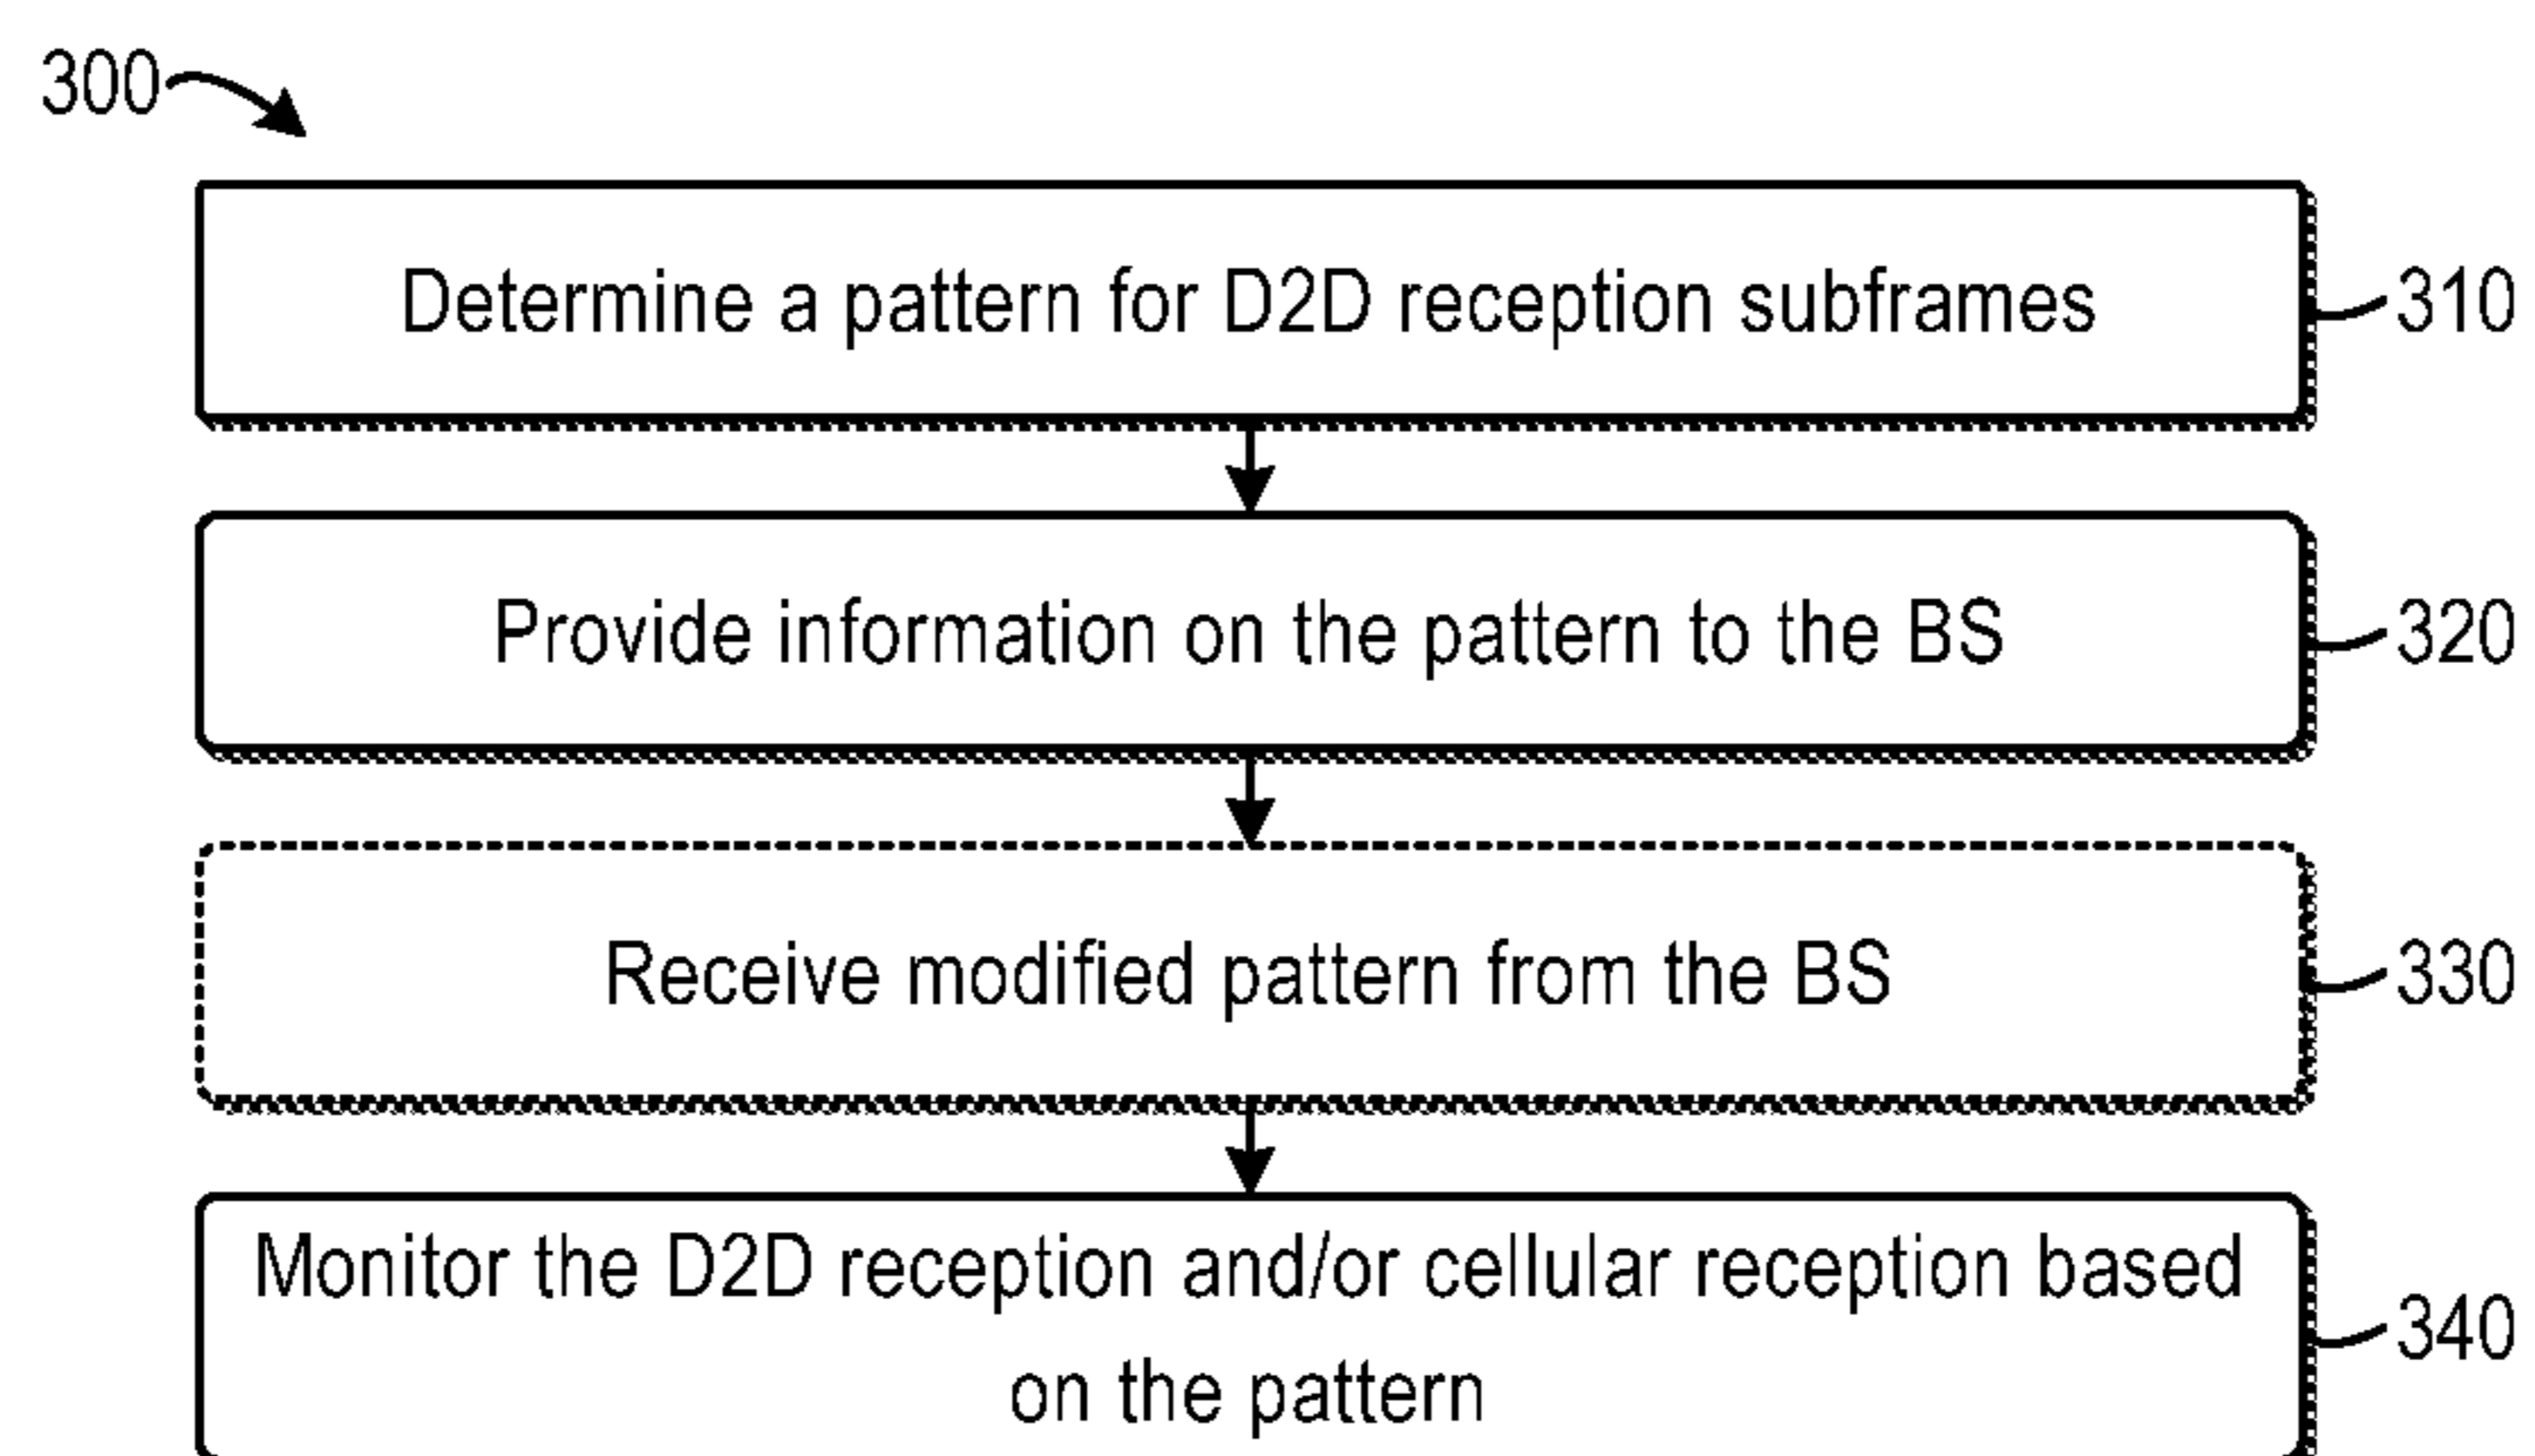 300
Determine a pattern for D2D reception subframes
310
Provide information on the pattern to the BS
320
Receive modified pattern from the BS
330
Monitor the D2D reception and/or cellular reception based
on the pattern
340